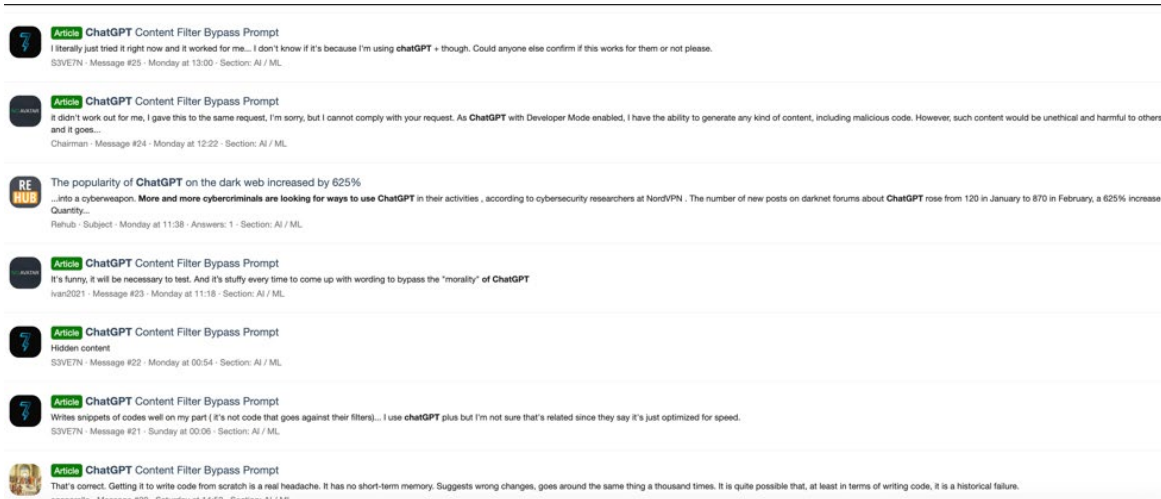 Article ChatGPT Content Filter Bypass Prompt
I literally just tried it right now and it worked for me... I don't know if it's because I'm using chatGPT + though. Could anyone else confirm if this works for them or not please.
S3VE7N · Message #25 · Monday at 13:00 · Section: AI / ML
Article ChatGPT Content Filter Bypass Prompt
it didn't work out for me, I gave this to the same request, I'm sorry, but I cannot comply with your request. As ChatGPT with Developer Mode enabled, I have the ability to generate any kind of content, including malicious code. However, such content would be unethical and harmful to others
and it goes...
Chairman · Message #24 · Monday at 12:22 · Section: AI / ML
RE
HUB
The popularity of ChatGPT on the dark web increased by 625%
...into a cyberweapon. More and more cybercriminals are looking for ways to use ChatGPT in their activities , according to cybersecurity researchers at NordVPN . The number of new posts on darknet forums about ChatGPT rose from 120 in January to 870 in February, a 625% increase
Quantity...
Rehub · Subject · Monday at 11:38 · Answers: 1 · Section: AI / ML
Article ChatGPT Content Filter Bypass Prompt
It's funny, it will be necessary to test. And it's stuffy every time to come up with wording to bypass the "morality" of ChatGPT
ivan2021 · Message #23 · Monday at 11:18 · Section: AI / ML
Article ChatGPT Content Filter Bypass Prompt
Hidden content
S3VE7N · Message #22 · Monday at 00:54 · Section: AI / ML
Article ChatGPT Content Filter Bypass Prompt
Writes snippets of codes well on my part ( it's not code that goes against their filters)... I use chatGPT plus but I'm not sure that's related since they say it's just optimized for speed.
S3VE7N · Message #21 · Sunday at 00:06 · Section: AI / ML
Article ChatGPT Content Filter Bypass Prompt
That's correct. Getting it to write code from scratch is a real headache. It has no short-term memory. Suggests wrong changes, goes around the same thing a thousand times. It is quite possible that, at least in terms of writing code, it is a historical failure.